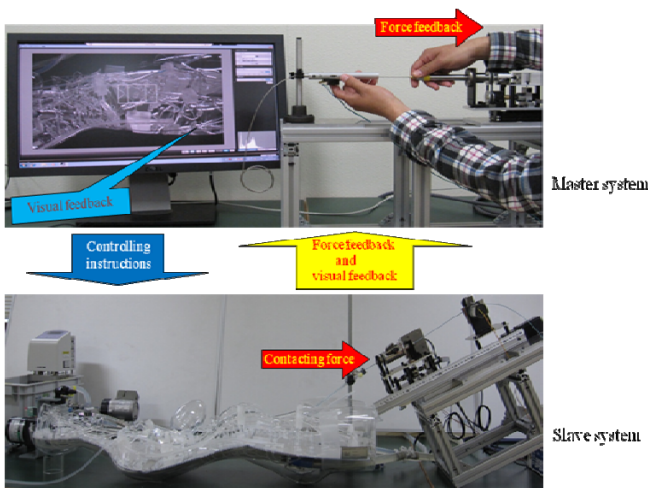 Force feedback
Master system
Visual feedback
Controlling
instructions
Force feedback
and
visual feedback
Contacting force
Slave system